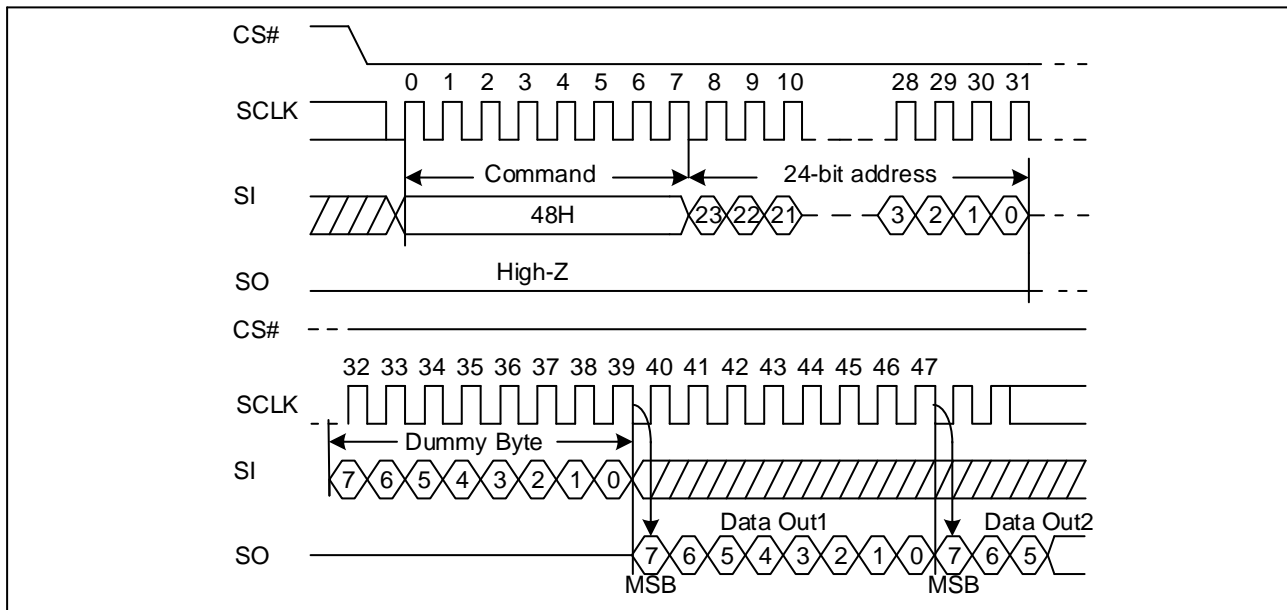 CS#
0 1 2 3 4 5 6 7 8 9 10 28 29 30 31
SCLK
Command 24-bit address
SI
48H 23 22 21 3 2 1 0
High-Z
SO
CS#
32 33 34 35 36 37 38 39 40 41 42 43 44 45 46 47
SCLK
Dummy Byte
SI
7 6 5 4 3 2 1 0
Data Out1 Data Out2
SO
7 6 5 4 3 2 1 0 7 6 5
MSB MSB